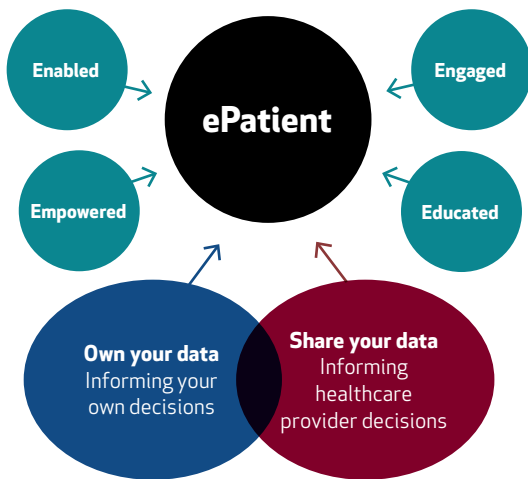 Enabled
Engaged
ePatient
Empowered
Educated
Own your data
Informing your
own decisions
Share your data
Informing
healthcare
provider decisions